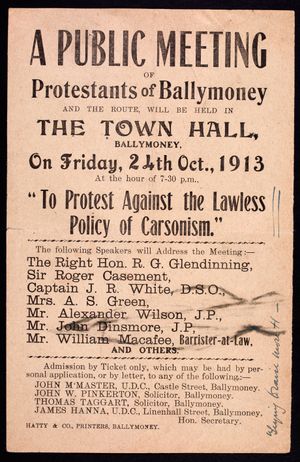 A PUBLIC MEETING
OF
Protestants of Ballymoney
AND THE ROUTE, WILL BE HELD IN
THE TOWN HALL,
BALLYMONEY,
On Friday, 24th Oct., 1913
At the hour of 7-30 p.m.,
"To Protest Against the Lawless
Policy of Carsonism."
The following Speakers will Address the Meeting:—
The Right Hon. R. G. Glendinning,
Sir Roger Casement,
Captain J. R. White, D.S.O.,
Mrs. A. S. Green,
Mr. Alexander Wilson, J.P.,
Mr. John Dinsmore, J.P,
Mr. William Macafee, Barrister-at-Law.
AND OTHERS.
Admission by Ticket only, which may be had by per-
sonal application, or by letter, to any of the following:—
JOHN M'MASTER, U.D.C., Castle Street, Ballymoney.
JOHN W. PINKERTON, Solicitor, Ballymoney.
THOMAS TAGGART, Solicitor, Ballymoney.
JAMES HANNA, U.D.C., Linenhall Street, Ballymoney.
Hon. Secretary.
HATTY & CO., PRINTERS, BALLYMONEY.